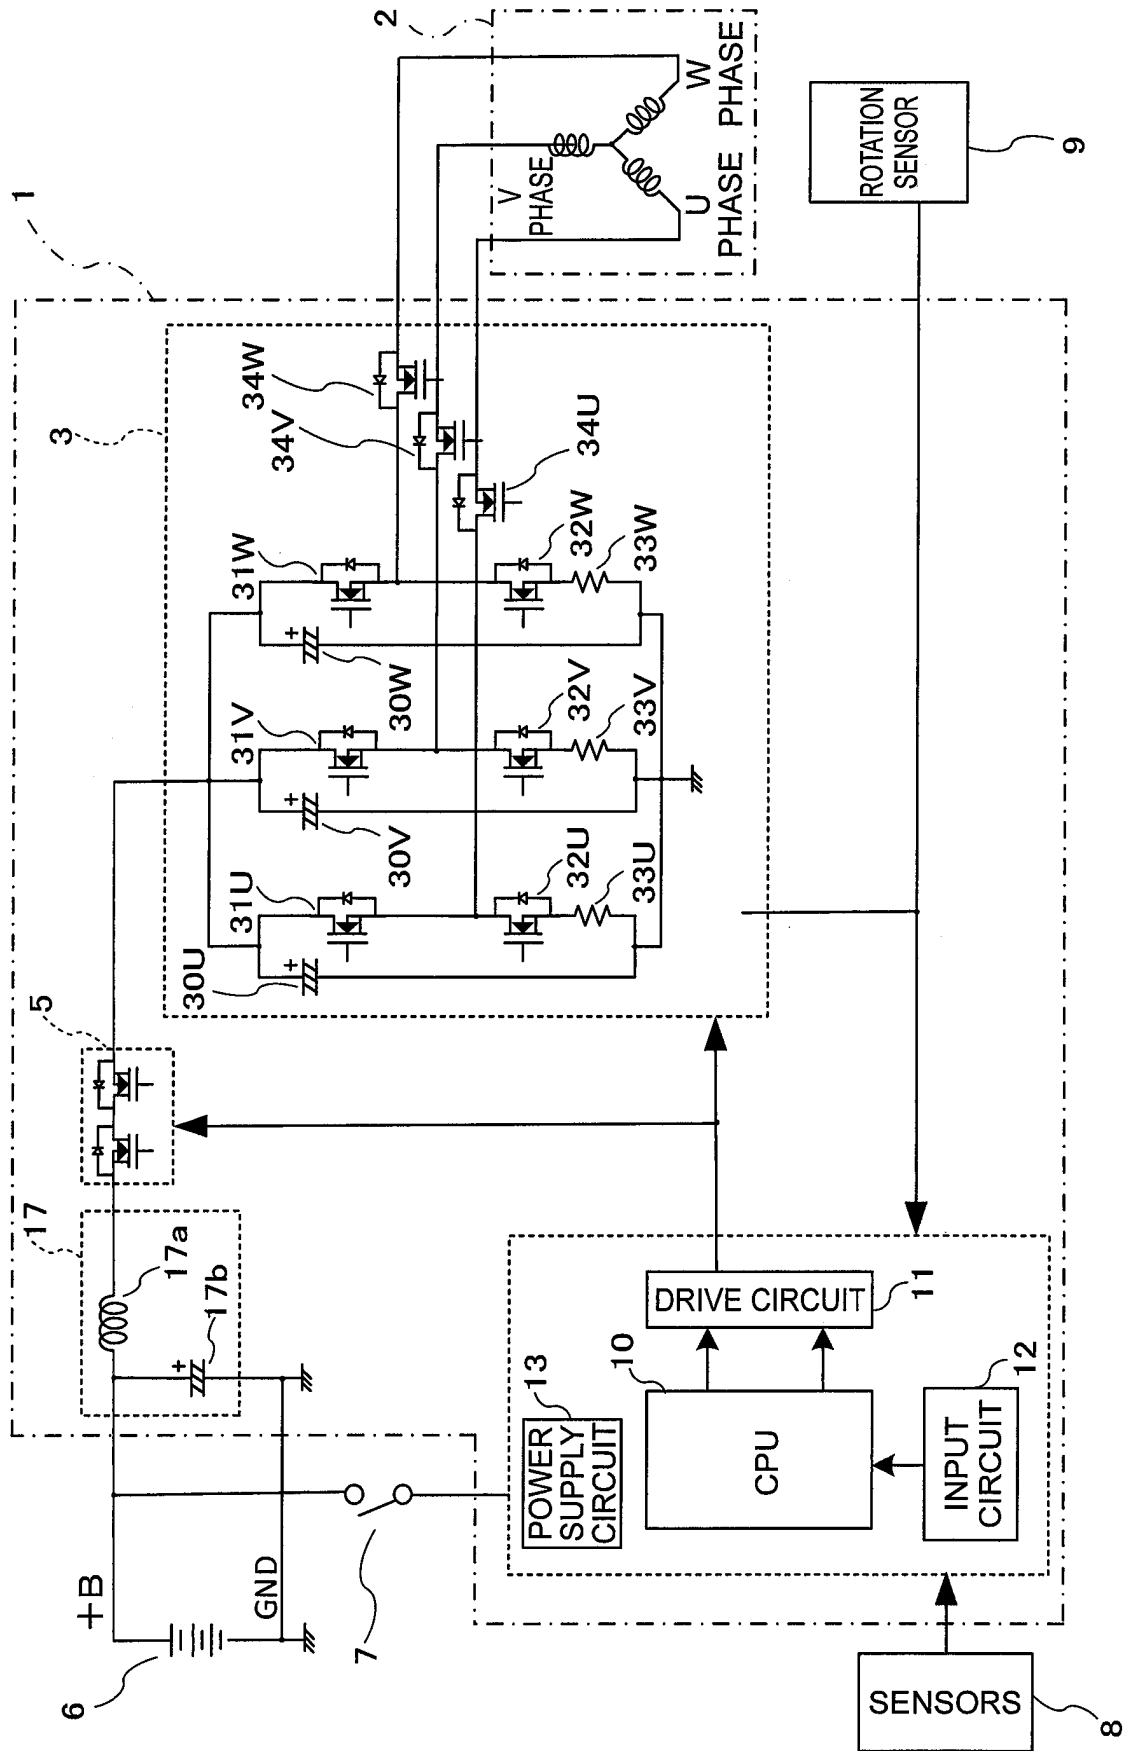 1
2
3
5
17
17a
17b
+B
GND
6
7
30U
31U
32U
33U
30V
31V
32V
33V
30W
31W
32W
33W
34W
34V
34U
V
PHASE
U
PHASE
W
PHASE
ROTATION
SENSOR
9
13
POWER
SUPPLY
CIRCUIT
10
CPU
DRIVE CIRCUIT
11
12
INPUT
CIRCUIT
SENSORS
8